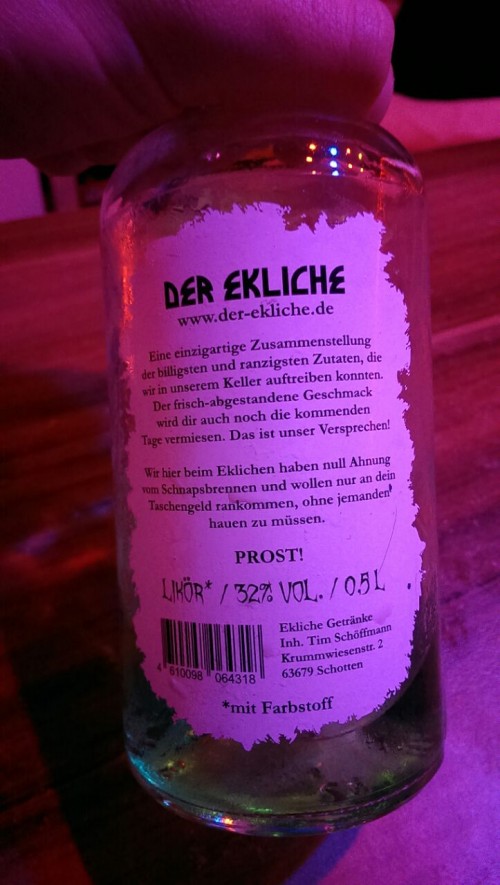 DER EKLICHE
www.der-ekliche.de
Eine einzigartige Zusammenstellung
der billigsten und ranzigsten Zutaten, die
wir in unserem Keller auftreiben konnten.
Der frisch-abgestandene Geschmack
wird dir auch noch die kommenden
Tage vermiesen. Das ist unser Versprechen!
Wir hier beim Eklichen haben null Ahnung
vom Schnapsbrennen und wollen nur an dein
Taschengeld rankommen, ohne jemanden
hauen zu müssen.
PROST!
LIKÖR* / 32% VOL. / 0.5 L
Ekliche Getränke
Inh. Tim Schöffmann
Krummwiesenstr. 2
63679 Schotten
4 610098 064318
*mit Farbstoff